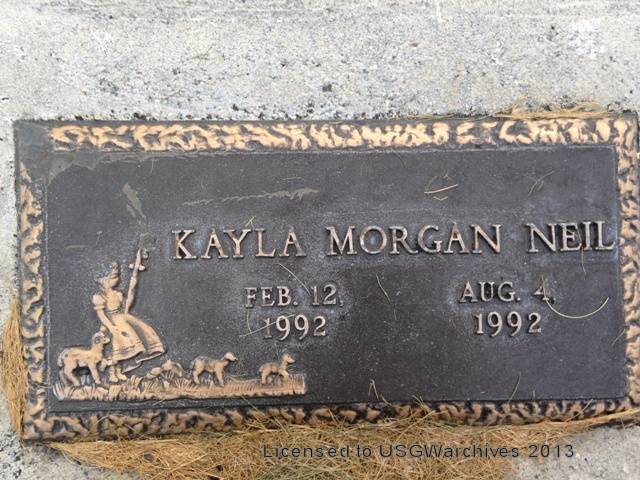 KAYLA MORGAN NEIL
FEB. 12, AUG. 4,
1992 1992
Licensed to USGWarchives 2013